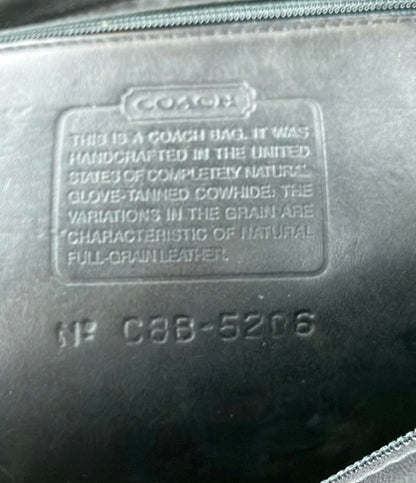 COACH
THIS IS A COACH BAG. IT WAS
HANDCRAFTED IN THE UNITED
STATES OF COMPLETELY NATURAL
GLOVE-TANNED COWHIDE: THE
VARIATIONS IN THE GRAIN ARE
CHARACTERISTIC OF NATURAL
FULL-GRAIN LEATHER.
Nº C8B-5206